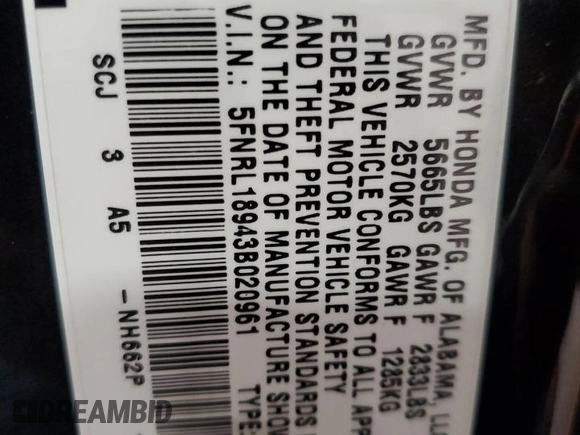 MFD. BY HONDA MFG. OF ALABAMA, LLC
GVWR 5665LBS GAWR F 2833LBS
GVWR 2570KG GAWR F 1285KG
THIS VEHICLE CONFORMS TO ALL APP
FEDERAL MOTOR VEHICLE SAFETY
AND THEFT PREVENTION STANDARDS
ON THE DATE OF MANUFACTURE SHOW
V.I.N.: 5FNRL18943B020961 TYPE:
SCJ 3 A5 -NH662P
DREAMBID